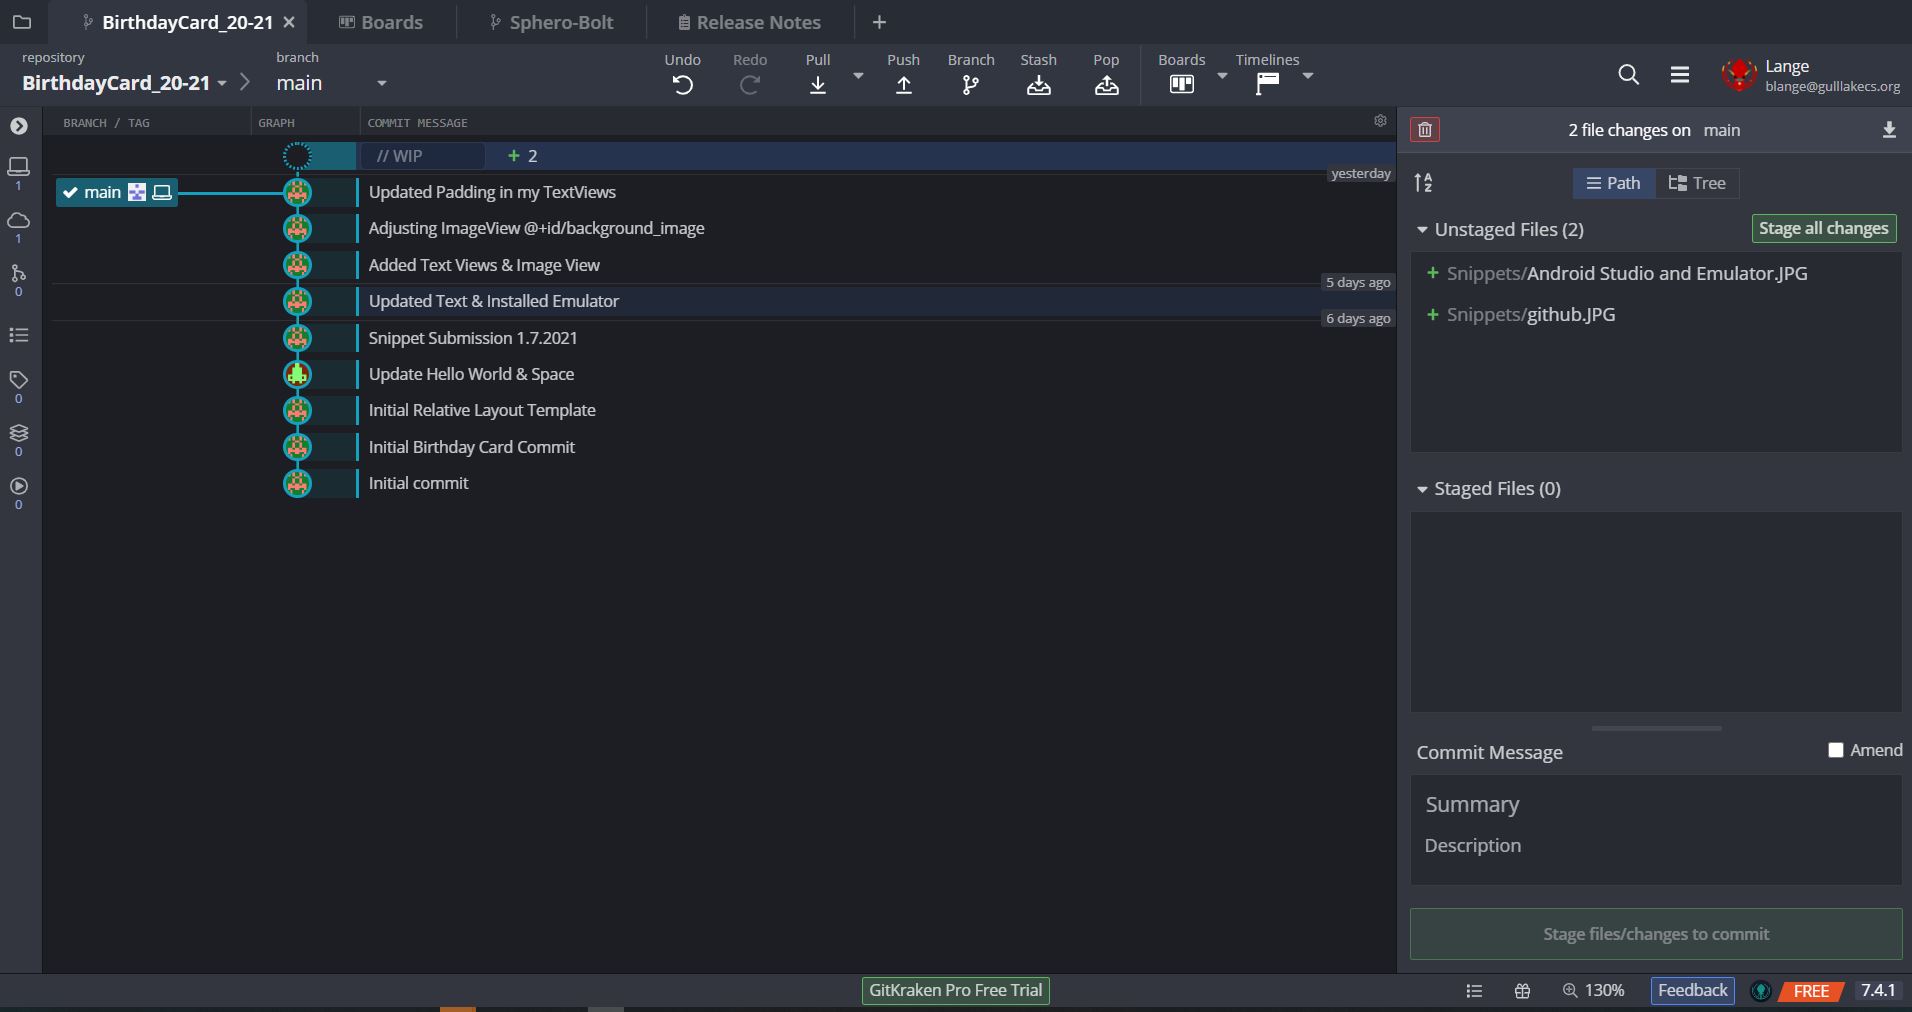 BirthdayCard_20-21
Boards
Sphero-Bolt
Release Notes
repository
BirthdayCard_20-21
branch
main
Undo
Redo
Pull
Push
Branch
Stash
Pop
Boards
Timelines
Lange
blange@gulllakecs.org
BRANCH / TAG
GRAPH
COMMIT MESSAGE
// WIP
+ 2
yesterday
main
Updated Padding in my TextViews
Adjusting ImageView @+id/background_image
Added Text Views & Image View
5 days ago
Updated Text & Installed Emulator
6 days ago
Snippet Submission 1.7.2021
Update Hello World & Space
Initial Relative Layout Template
Initial Birthday Card Commit
Initial commit
1
1
0
0
0
0
2 file changes on main
A
Z
Path
Tree
Unstaged Files (2)
Stage all changes
+ Snippets/Android Studio and Emulator.JPG
+ Snippets/github.JPG
Staged Files (0)
Commit Message
Amend
Summary
Description
Stage files/changes to commit
GitKraken Pro Free Trial
130%
Feedback
FREE
7.4.1